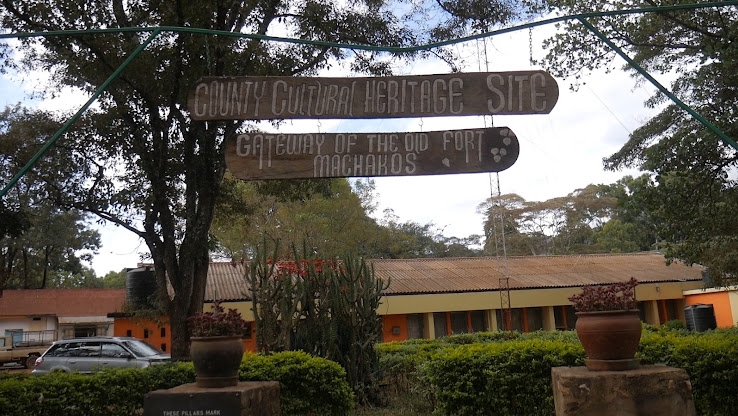 COUNTY CULTURAL HERITAGE SITE
GATEWAY OF THE OLD FORT
MACHAKOS
THESE PILLARS MARK